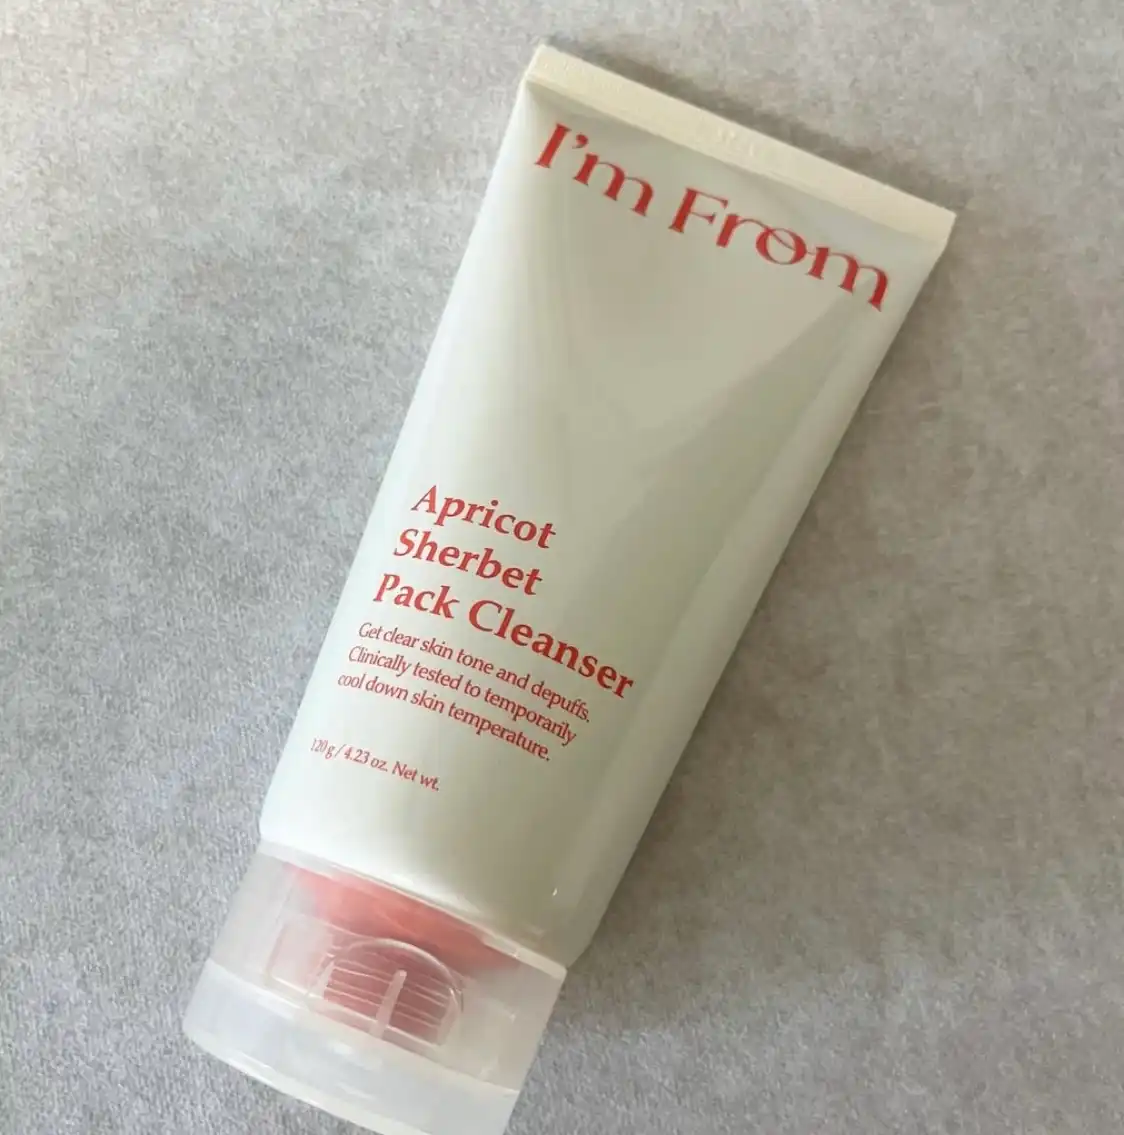 I'm From
Apricot
Sherbet
Pack Cleanser
Get clear skin tone and depuffs.
Clinically tested to temporarily
cool down skin temperature.
120 g / 4.23 oz. Net wt.